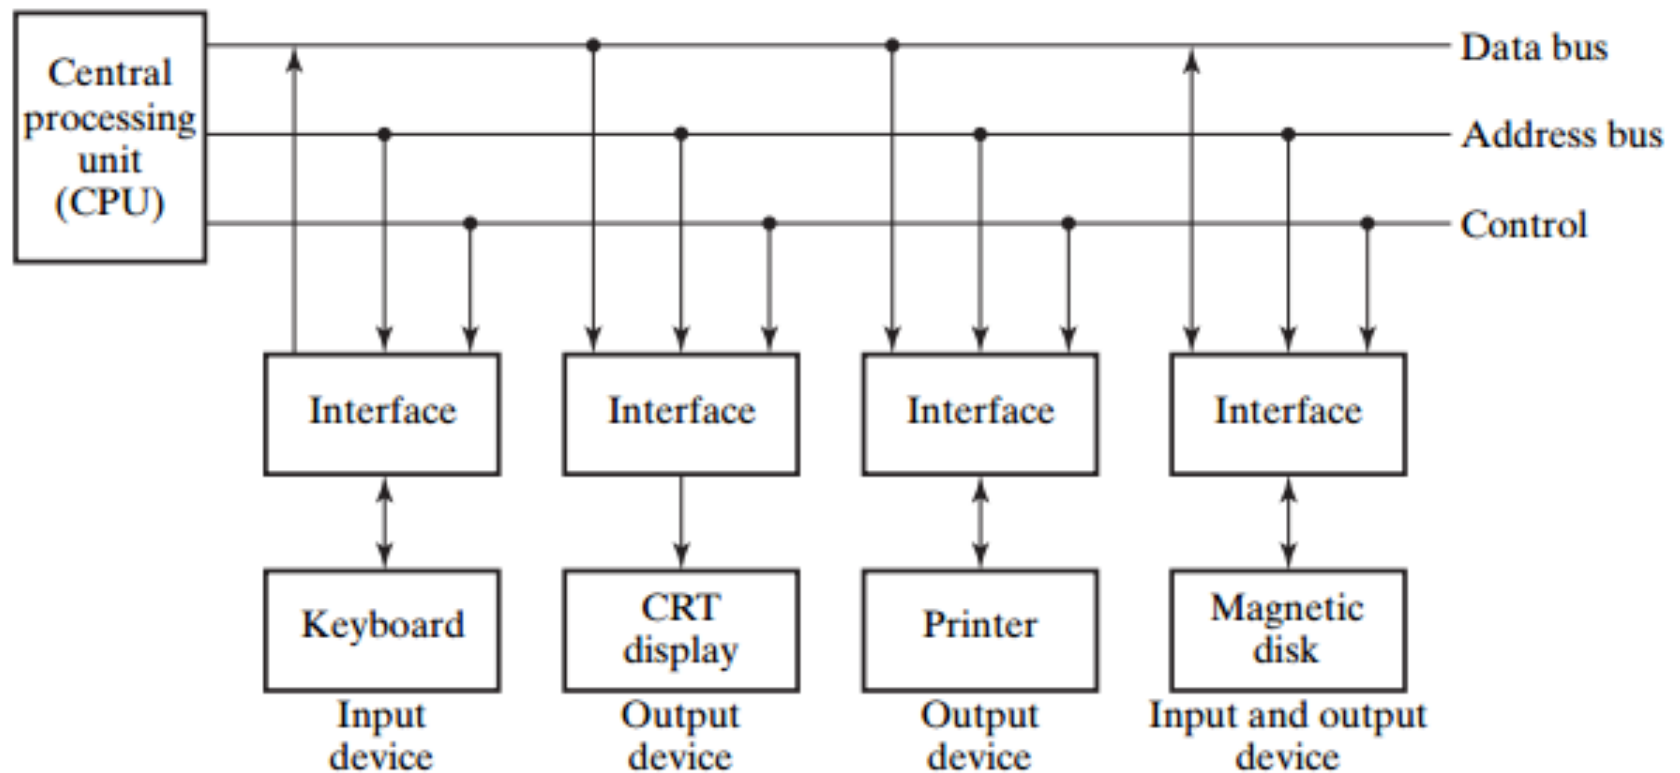 Central
processing
unit
(CPU)
Data bus
Address bus
Control
Interface
Interface
Interface
Interface
Keyboard
CRT
display
Printer
Magnetic
disk
Input
device
Output
device
Output
device
Input and output
device